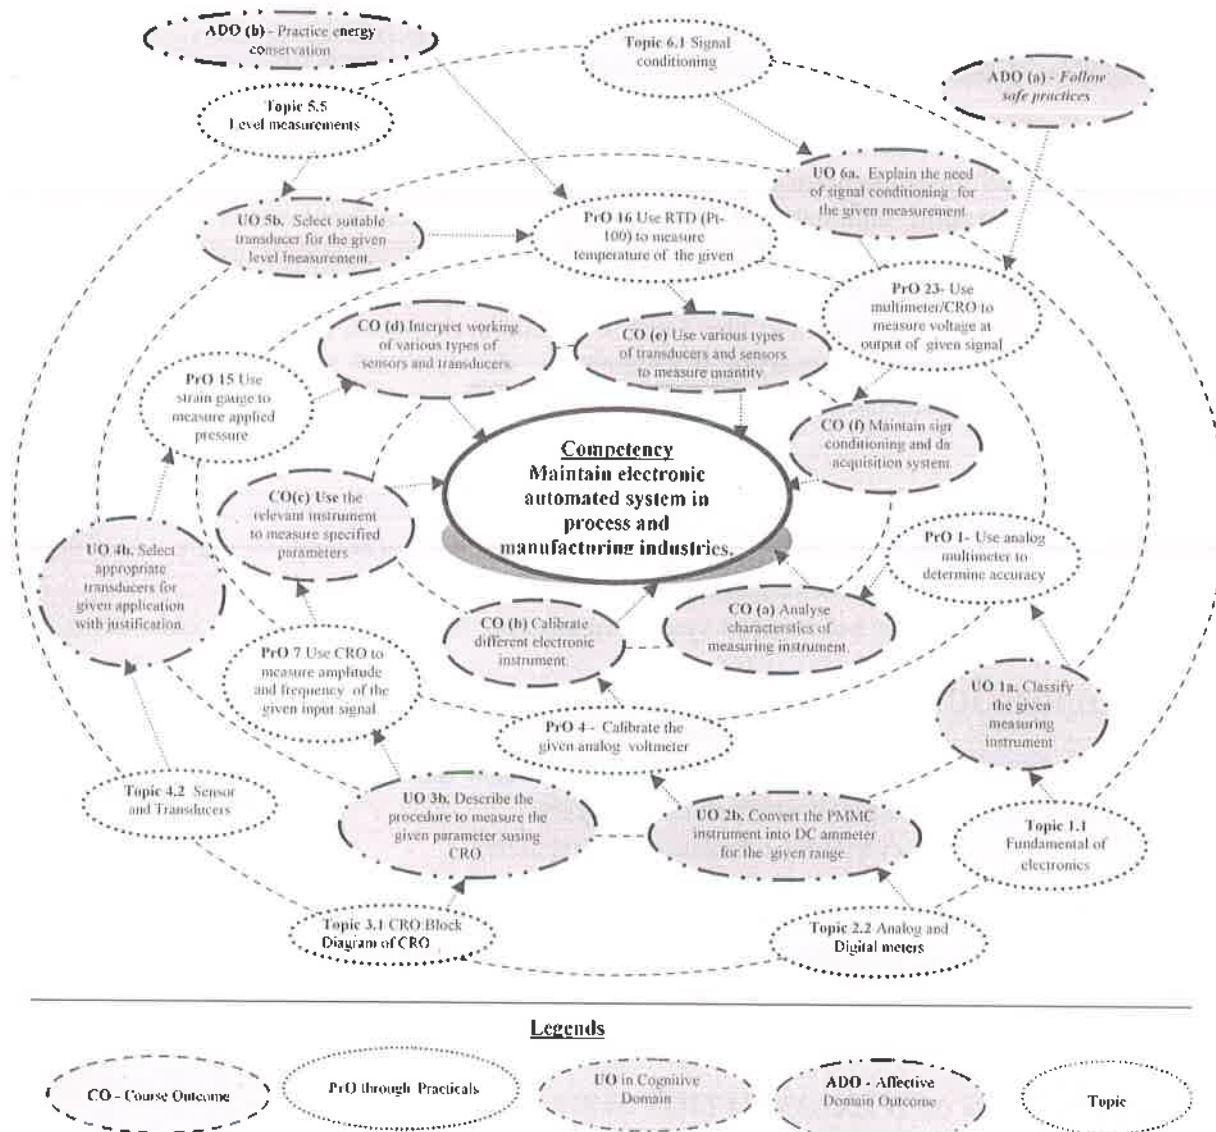 ADO (b) - Practice energy
conservation
Topic 6.1 Signal
conditioning
ADO (a) - Follow
safe practices
Topic 5.5
Level measurements
UO 6a. Explain the need
of signal conditioning for
the given measurement.
UO 5b. Select suitable
transducer for the given
level measurement.
PrO 16 Use RTD (Pt-
100) to measure
temperature of the given
PrO 23- Use
multimeter/CRO to
measure voltage at
output of given signal
CO (d) Interpret working
of various types of
sensors and transducers.
CO (e) Use various types
of transducers and sensors
to measure quantity.
PrO 15 Use
strain gauge to
measure applied
pressure
CO (f) Maintain sigr
conditioning and da
acquisition system.
Competency
Maintain electronic
automated system in
process and
manufacturing industries.
CO(c) Use the
relevant instrument
to measure specified
parameters
PrO 1- Use analog
multimeter to
determine accuracy
UO 4b. Select
appropriate
transducers for
given application
with justification.
CO (b) Calibrate
different electronic
instrument.
CO (a) Analyse
characterstics of
measuring instrument.
PrO 7 Use CRO to
measure amplitude
and frequency of the
given input signal
UO 1a. Classify
the given
measuring
instrument
PrO 4 - Calibrate the
given analog voltmeter
Topic 4.2 Sensor
and Transducers
UO 3b. Describe the
procedure to measure the
given parameter susing
CRO
UO 2b. Convert the PMMC
instrument into DC ammeter
for the given range
Topic 1.1
Fundamental of
electronics
Topic 3.1 CRO Block
Diagram of CRO
Topic 2.2 Analog and
Digital meters
Legends
CO - Course Outcome
PrO through Practicals
UO in Cognitive
Domain
ADO - Affective
Domain Outcome
Topic